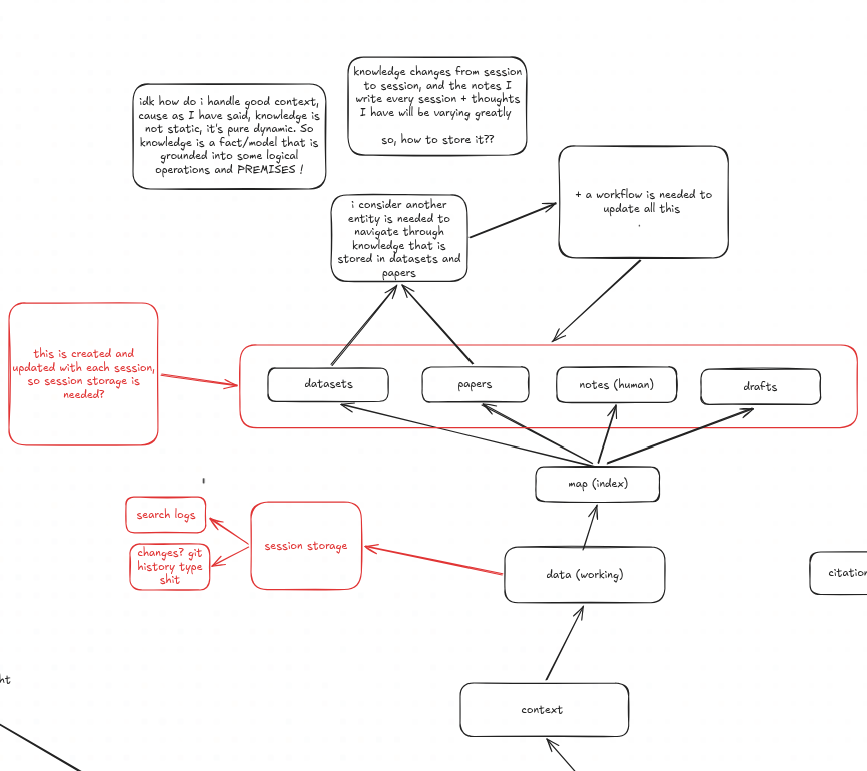 knowledge changes from session
to session, and the notes I
write every session + thoughts
I have will be varying greatly
so, how to store it??
idk how do i handle good context,
cause as I have said, knowledge is
not static, it's pure dynamic. So
knowledge is a fact/model that is
grounded into some logical
operations and PREMISES !
+ a workflow is needed to
update all this
.
i consider another
entity is needed to
navigate through
knowledge that is
stored in datasets and
papers
this is created and
updated with each session,
so session storage is
needed?
datasets
papers
notes (human)
drafts
map (index)
search logs
changes? git
history type
shit
session storage
data (working)
citation
ht
context